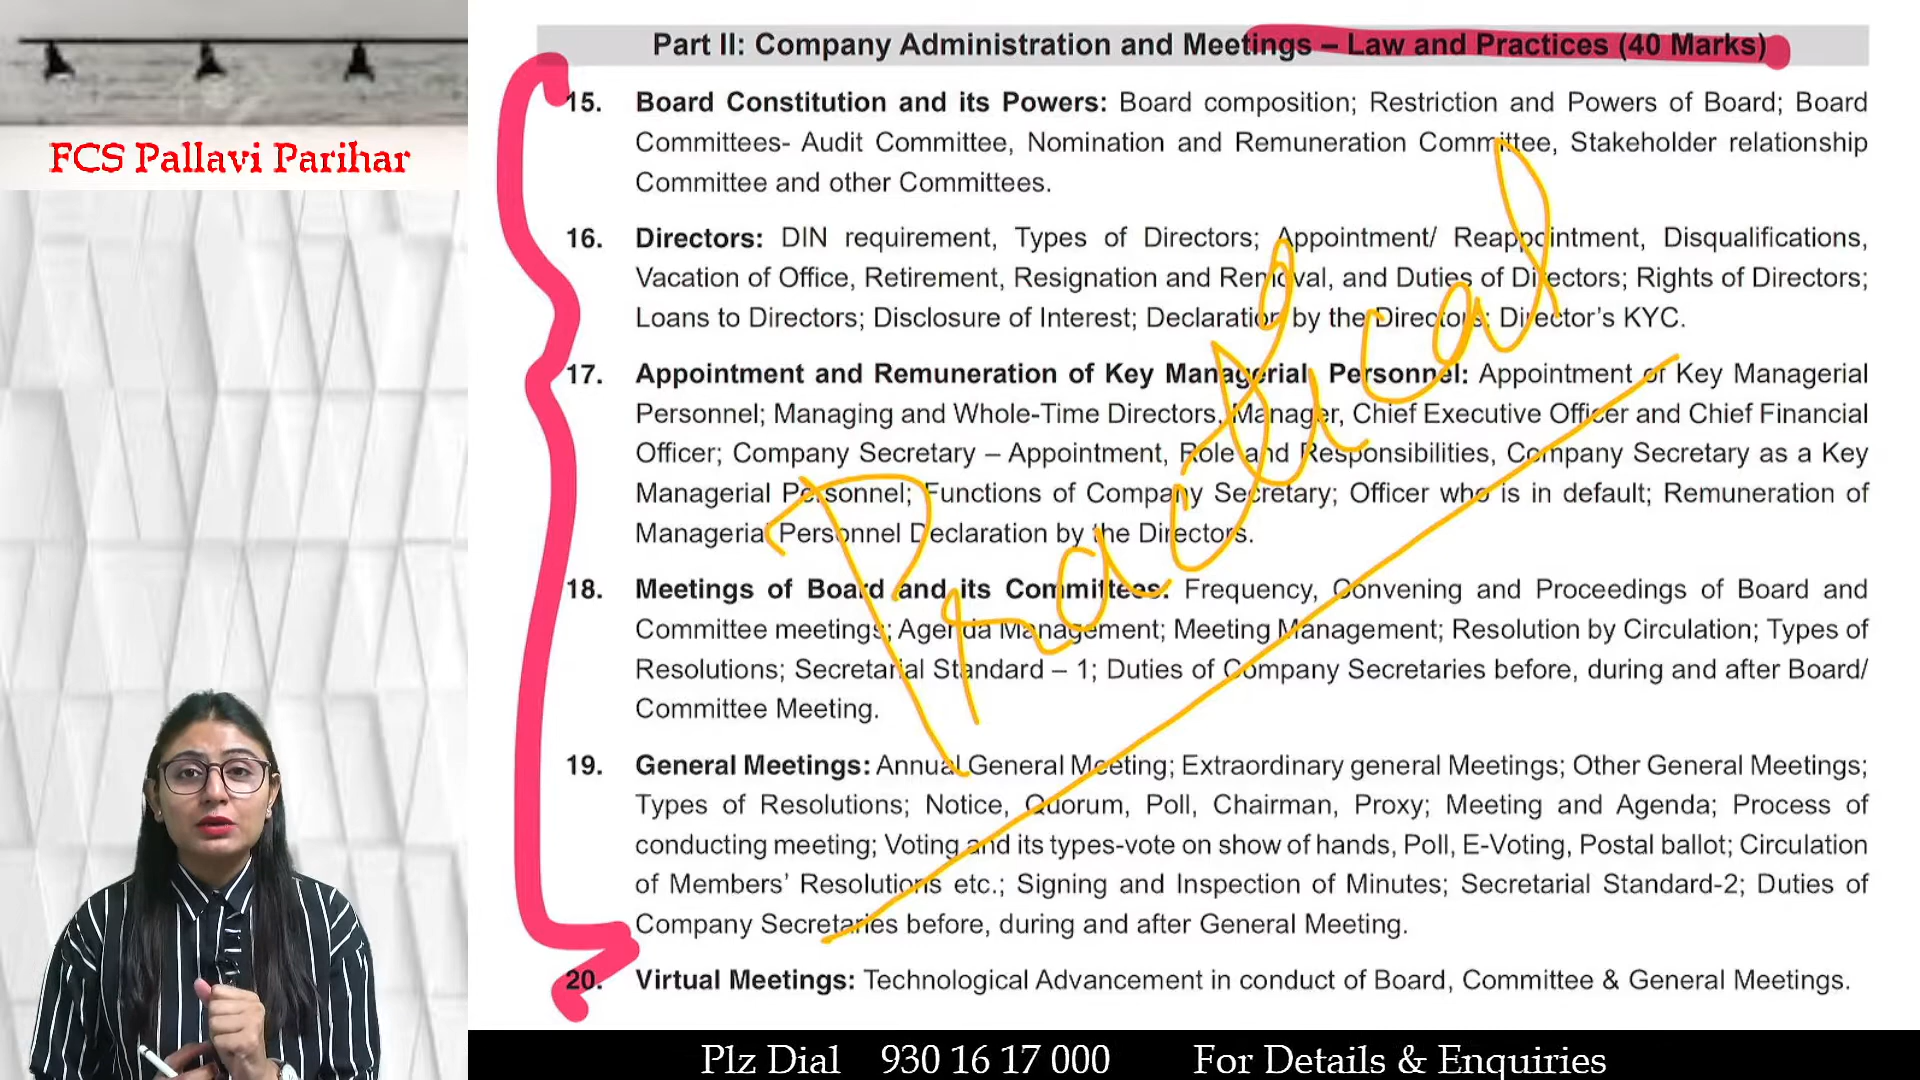 FCS Pallavi Parihar
Part II: Company Administration and Meetings – Law and Practices (40 Marks)
15. Board Constitution and its Powers: Board composition; Restriction and Powers of Board; Board
Committees- Audit Committee, Nomination and Remuneration Committee, Stakeholder relationship
Committee and other Committees.
16. Directors: DIN requirement, Types of Directors; Appointment/ Reappointment, Disqualifications,
Vacation of Office, Retirement, Resignation and Removal, and Duties of Directors; Rights of Directors;
Loans to Directors; Disclosure of Interest; Declaration by the Directors; Director’s KYC.
17. Appointment and Remuneration of Key Managerial Personnel: Appointment of Key Managerial
Personnel; Managing and Whole-Time Directors, Manager, Chief Executive Officer and Chief Financial
Officer; Company Secretary – Appointment, Role and Responsibilities, Company Secretary as a Key
Managerial Personnel; Functions of Company Secretary; Officer who is in default; Remuneration of
Managerial Personnel Declaration by the Directors.
18. Meetings of Board and its Committees: Frequency, Convening and Proceedings of Board and
Committee meetings; Agenda Management; Meeting Management; Resolution by Circulation; Types of
Resolutions; Secretarial Standard – 1; Duties of Company Secretaries before, during and after Board/
Committee Meeting.
19. General Meetings: Annual General Meeting; Extraordinary general Meetings; Other General Meetings;
Types of Resolutions; Notice, Quorum, Poll, Chairman, Proxy; Meeting and Agenda; Process of
conducting meeting; Voting and its types-vote on show of hands, Poll, E-Voting, Postal ballot; Circulation
of Members’ Resolutions etc.; Signing and Inspection of Minutes; Secretarial Standard-2; Duties of
Company Secretaries before, during and after General Meeting.
20. Virtual Meetings: Technological Advancement in conduct of Board, Committee & General Meetings.
Practical
Plz Dial 930 16 17 000 For Details & Enquiries